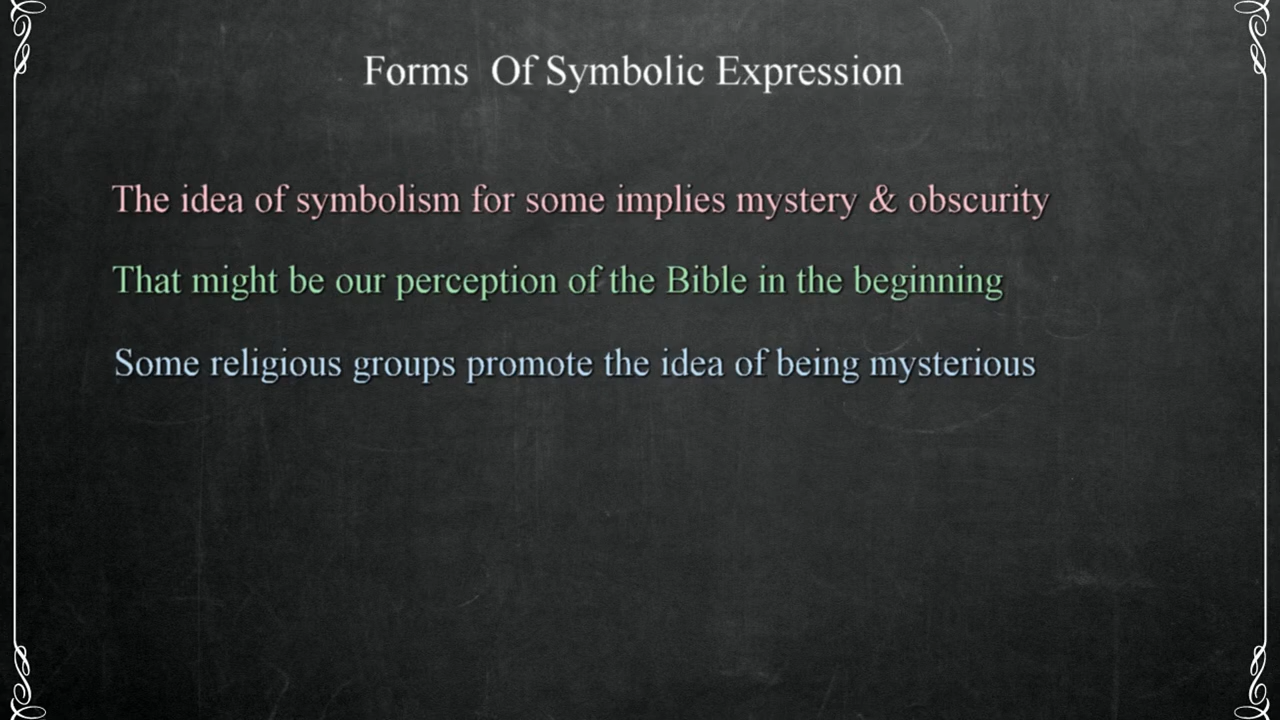 Forms  Of Symbolic Expression
The idea of symbolism for some implies mystery & obscurity
That might be our perception of the Bible in the beginning
Some religious groups promote the idea of being mysterious